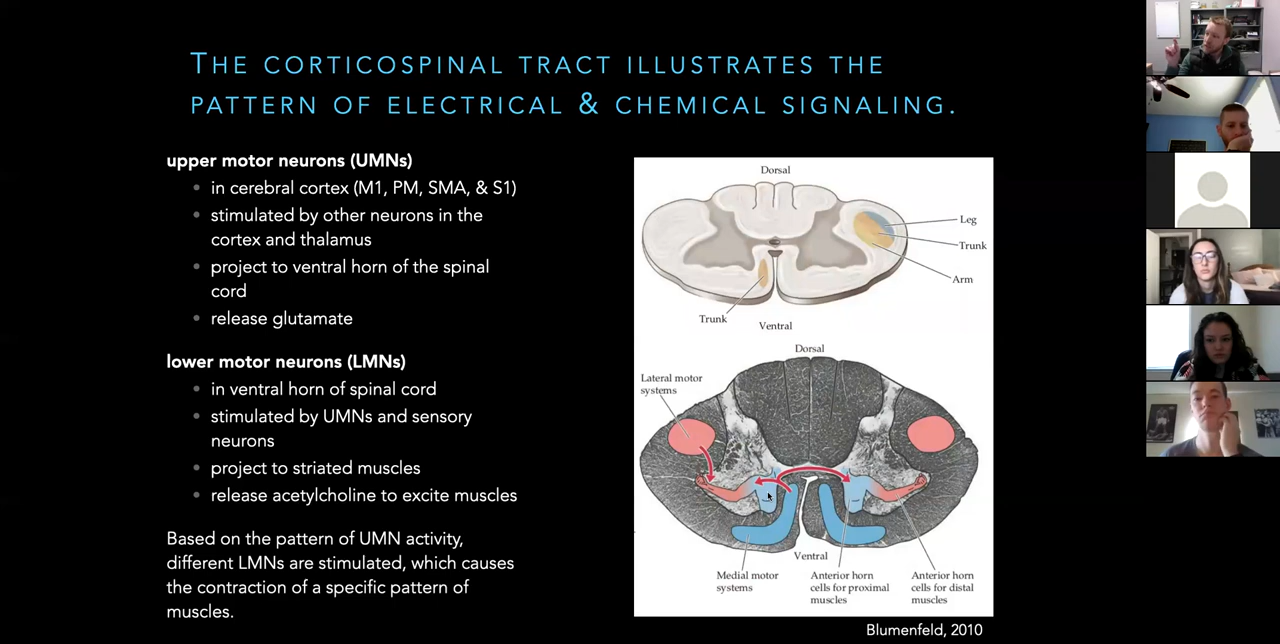 THE CORTICOSPINAL TRACT ILLUSTRATES THE
PATTERN OF ELECTRICAL & CHEMICAL SIGNALING.
upper motor neurons (UMNs)
• in cerebral cortex (M1, PM, SMA, & S1)
• stimulated by other neurons in the
cortex and thalamus
• project to ventral horn of the spinal
cord
• release glutamate
lower motor neurons (LMNs)
• in ventral horn of spinal cord
• stimulated by UMNs and sensory
neurons
• project to striated muscles
• release acetylcholine to excite muscles
Based on the pattern of UMN activity,
different LMNs are stimulated, which causes
the contraction of a specific pattern of
muscles.
Dorsal
Leg
Trunk
Arm
Trunk
Ventral
Dorsal
Lateral motor
systems
Ventral
Medial motor
systems
Anterior horn
cells for proximal
muscles
Anterior horn
cells for distal
muscles
Blumenfeld, 2010